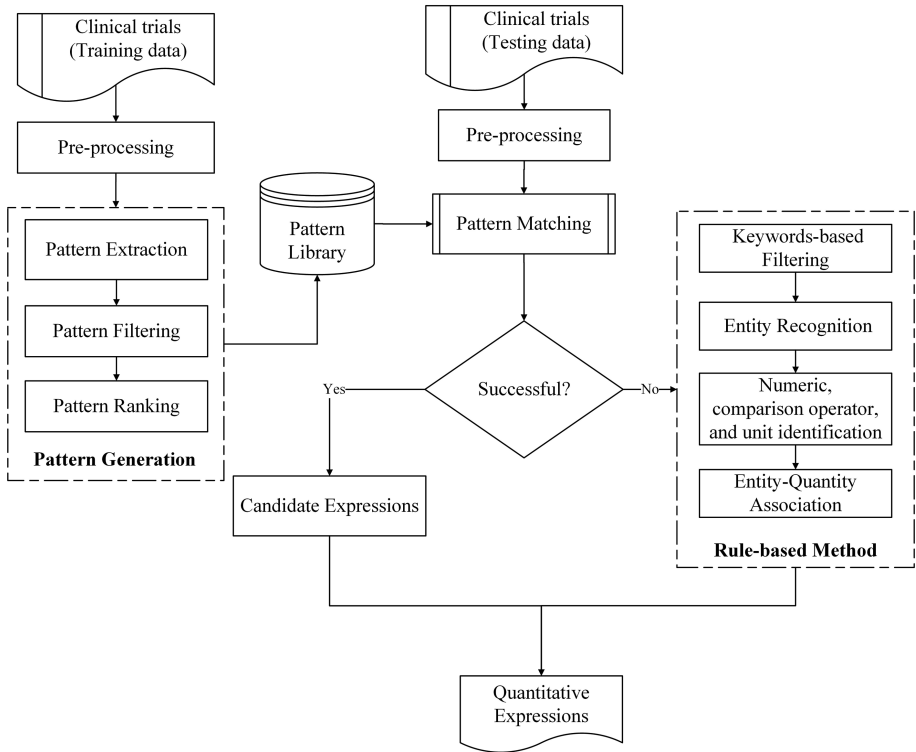 Clinical trials
(Training data)
Pre-processing
Pattern Extraction
Pattern Filtering
Pattern Ranking
Pattern Generation
Pattern
Library
Clinical trials
(Testing data)
Pre-processing
Pattern Matching
Successful?
Yes
No
Candidate Expressions
Keywords-based
Filtering
Entity Recognition
Numeric,
comparison operator,
and unit identification
Entity-Quantity
Association
Rule-based Method
Quantitative
Expressions